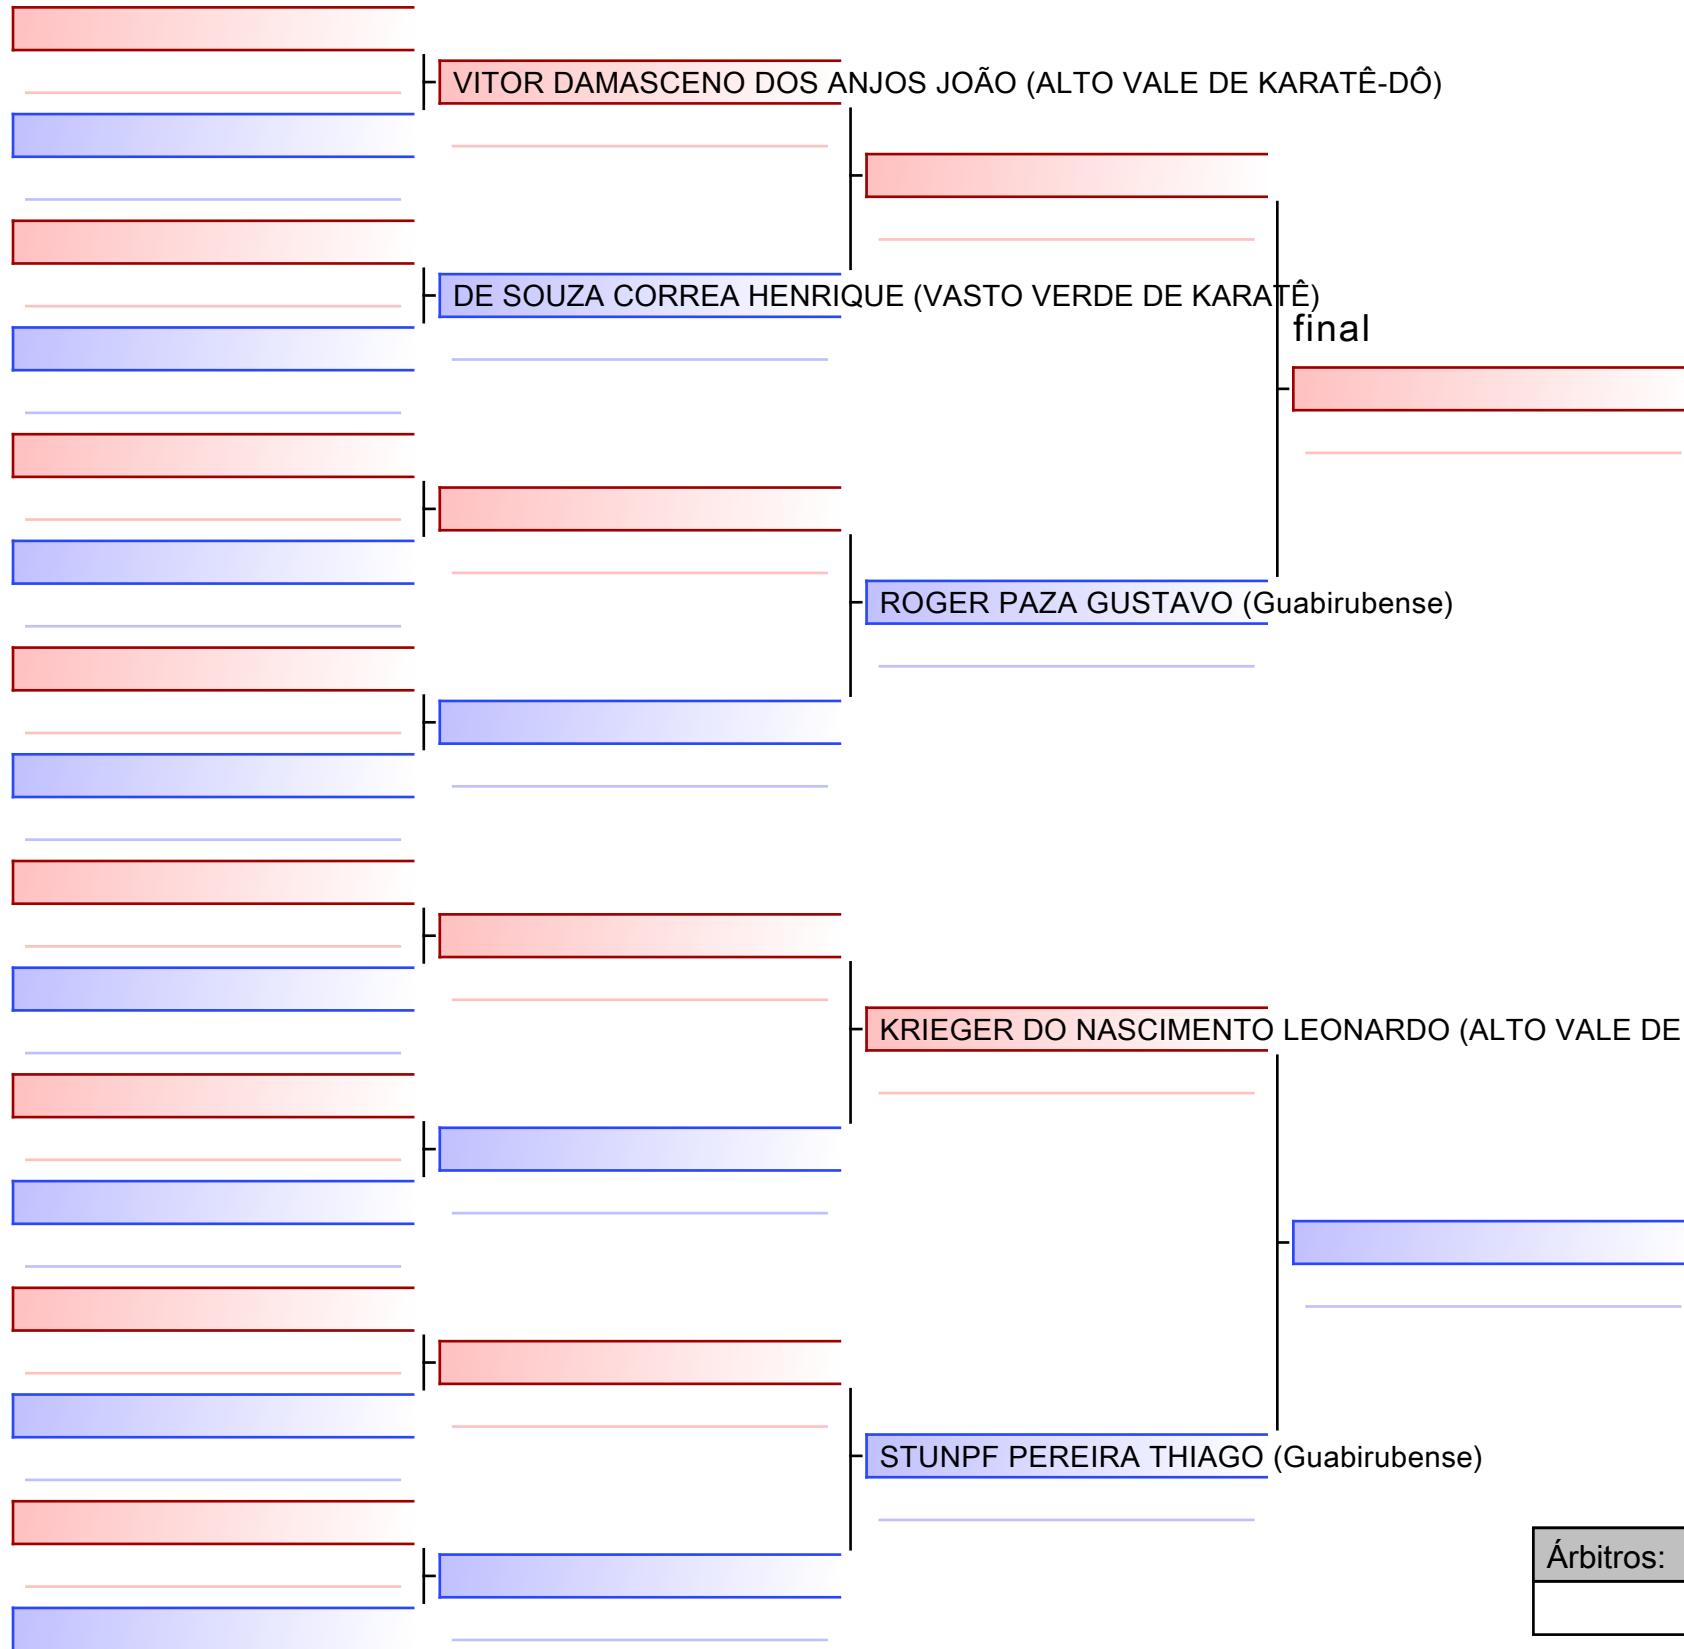 VITOR DAMASCENO DOS ANJOS JOÃO (ALTO VALE DE KARATÊ-DÔ)
DE SOUZA CORREA HENRIQUE (VASTO VERDE DE KARATÊ)
final
ROGER PAZA GUSTAVO (Guabirubense)
KRIEGER DO NASCIMENTO LEONARDO (ALTO VALE DE
STUNPF PEREIRA THIAGO (Guabirubense)
Árbitros: